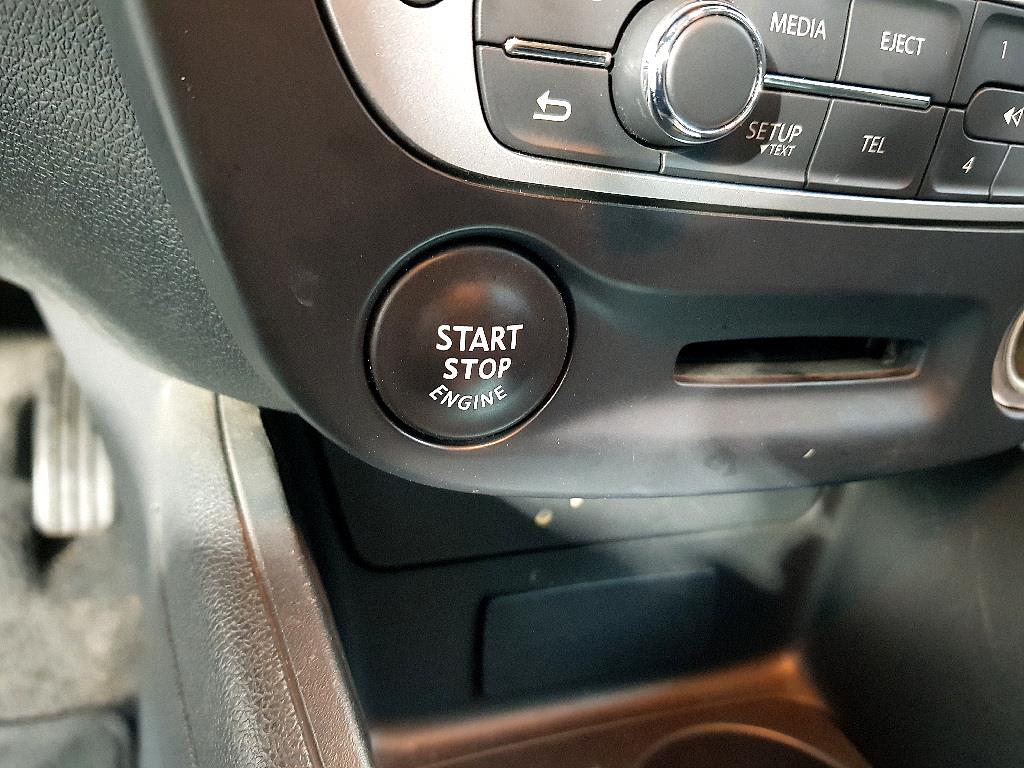 MEDIA
EJECT
1
SETUP
▼TEXT
TEL
4
START
STOP
ENGINE